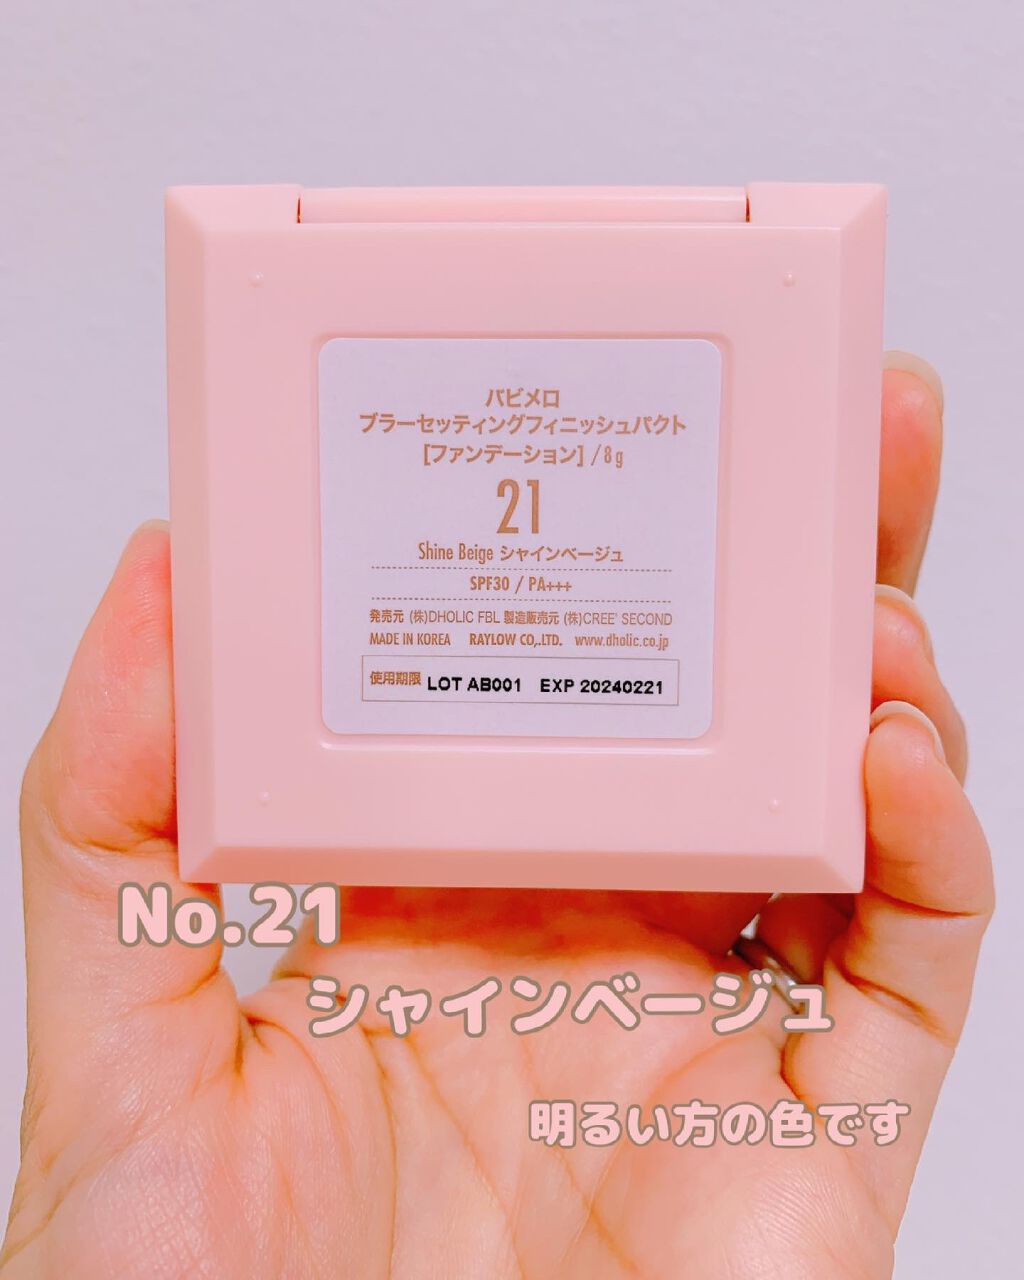 バビメロ
ブラーセッティングフィニッシュパクト
[ファンデーション] / 8g
21
Shine Beige シャインベージュ
SPF30 / PA+++
発売元 (株)DHOLIC FBL 製造販売元 (株)CREE' SECOND
MADE IN KOREA RAYLOW CO,.LTD. www.dholic.co.jp
使用期限 LOT AB001 EXP 20240221
No.21
シャインベージュ
明るい方の色です